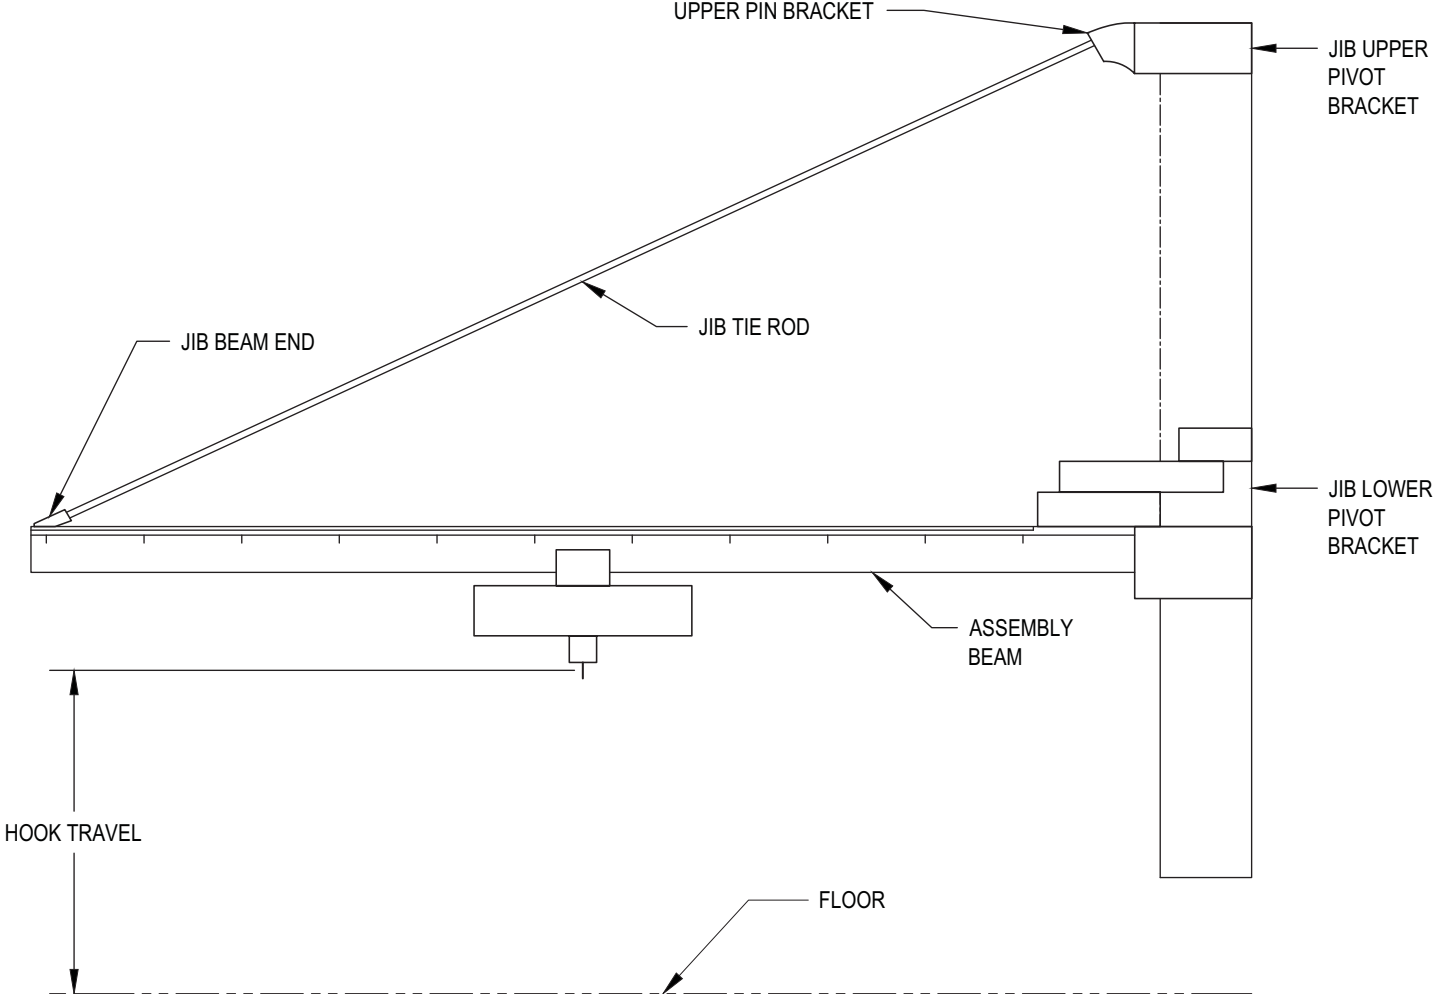 UPPER PIN BRACKET
JIB UPPER
PIVOT
BRACKET
JIB TIE ROD
JIB BEAM END
JIB LOWER
PIVOT
BRACKET
ASSEMBLY
BEAM
HOOK TRAVEL
FLOOR